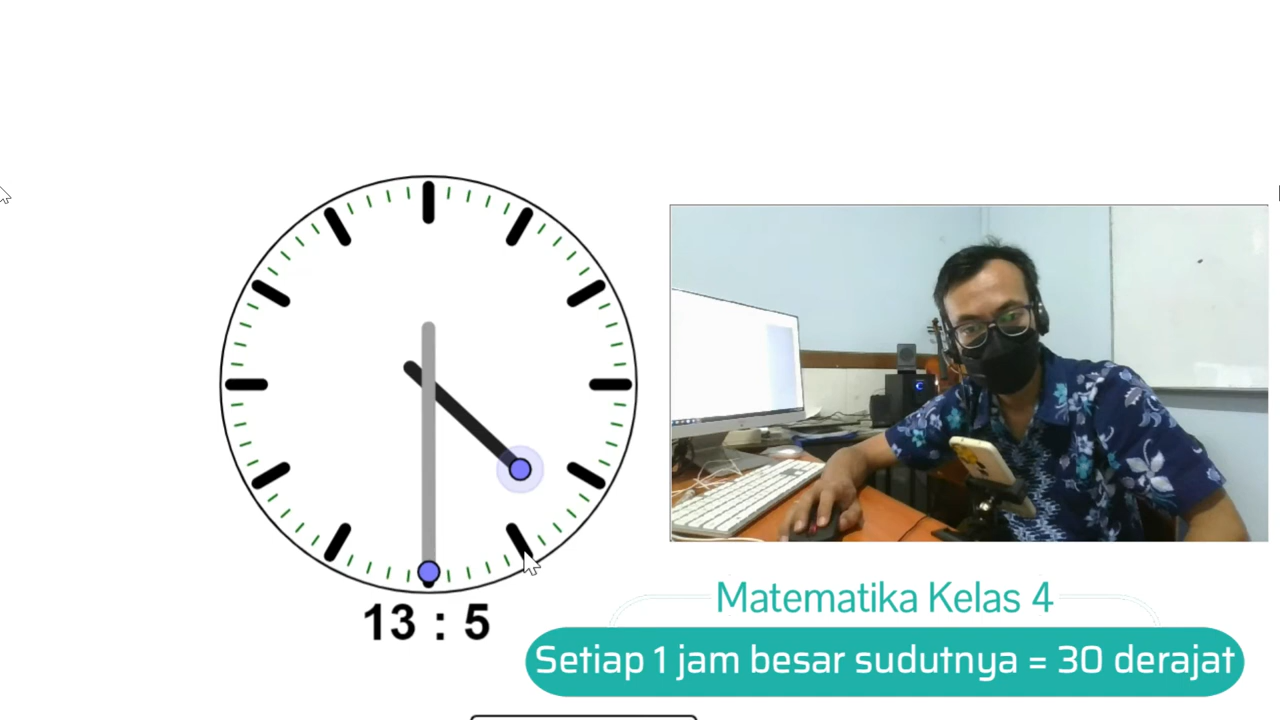 13 : 5
Matematika Kelas 4
Setiap 1 jam besar sudutnya = 30 derajat